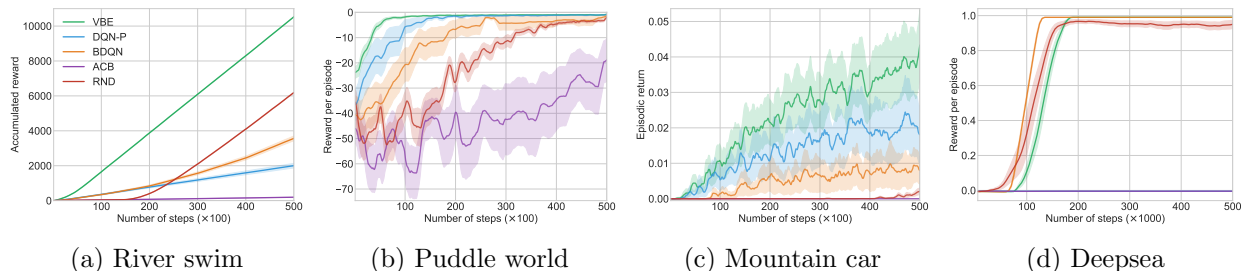 Accumulated reward
10000
8000
6000
4000
2000
0
VBE
DQN-P
BDQN
ACB
RND
100 200 300 400 500
Number of steps (×100)
(a) River swim
Reward per episode
0
−10
−20
−30
−40
−50
−60
−70
100 200 300 400 500
Number of steps (×100)
(b) Puddle world
Episodic return
0.05
0.04
0.03
0.02
0.01
0.00
100 200 300 400 500
Number of steps (×100)
(c) Mountain car
Reward per episode
1.0
0.8
0.6
0.4
0.2
0.0
100 200 300 400 500
Number of steps (×1000)
(d) Deepsea